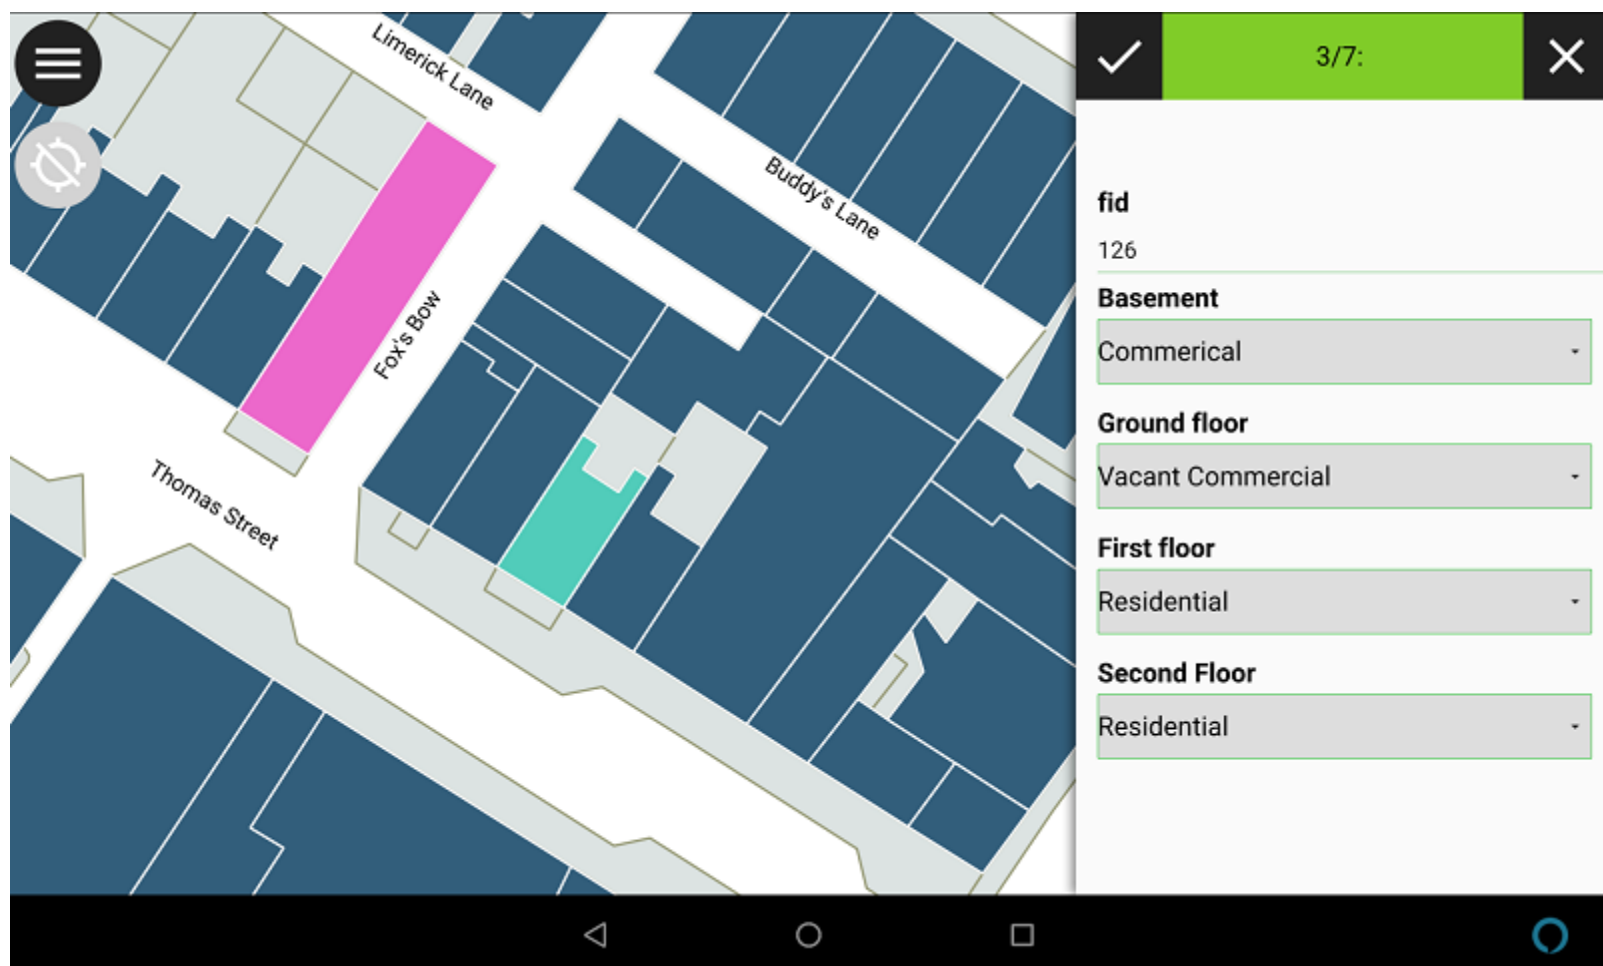 Limerick Lane
Buddy's Lane
Fox's Bow
Thomas Street
3/7:
fid
126
Basement
Commerical
Ground floor
Vacant Commercial
First floor
Residential
Second Floor
Residential